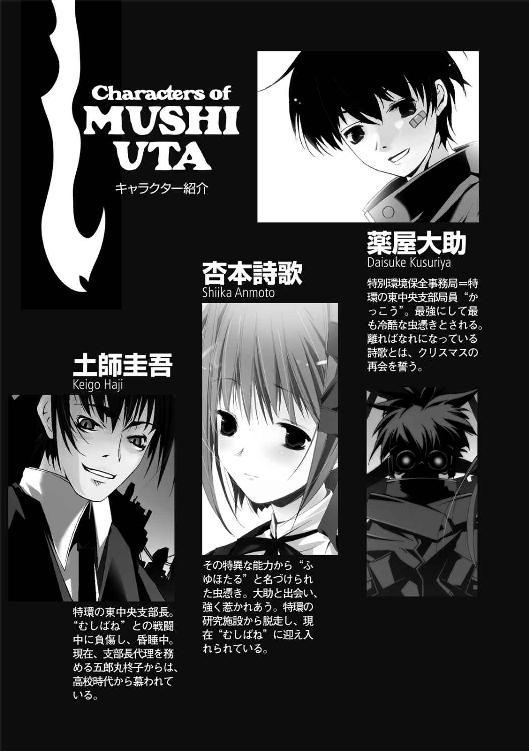 Characters of
MUSHI
UTA
キャラクター紹介
薬屋大助
Daisuke Kusuriya
特別環境保全事務局＝特
環の東中央支部局員“か
っこう”。最強にして最
も冷酷な虫憑きとされる。
離ればなれになっている
詩歌とは、クリスマスの
再会を誓う。
杏本詩歌
Shiika Anmoto
その特異な能力から“ふ
ゆほたる”と名づけられ
た虫憑き。大助と出会い、
強く惹かれあう。特環の
研究施設から脱走し、現
在“むしばね”に迎え入
れられている。
土師圭吾
Keigo Haji
特環の東中央支部長。
“むしばね”との戦闘
中に負傷し、昏睡中。
現在、支部長代理を務
める五郎丸柊子からは、
高校時代から慕われて
いる。